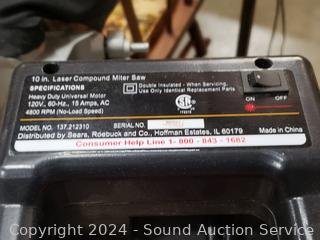 10 in. Laser Compound Miter Saw
SPECIFICATIONS
Heavy Duty Universal Motor
120V., 60-Hz., 15 Amps, AC
4800 RPM (No-Load Speed)
Double Insulated - When Servicing,
Use Only Identical Replacement Parts
ON
OFF
MODEL NO. 137.212310
SERIAL NO.
Distributed by Sears, Roebuck and Co., Hoffman Estates, IL 60179
Made in China
Consumer Help Line 1- 800 - 843 - 1682
Copyright © 2024 - Sound Auction Service